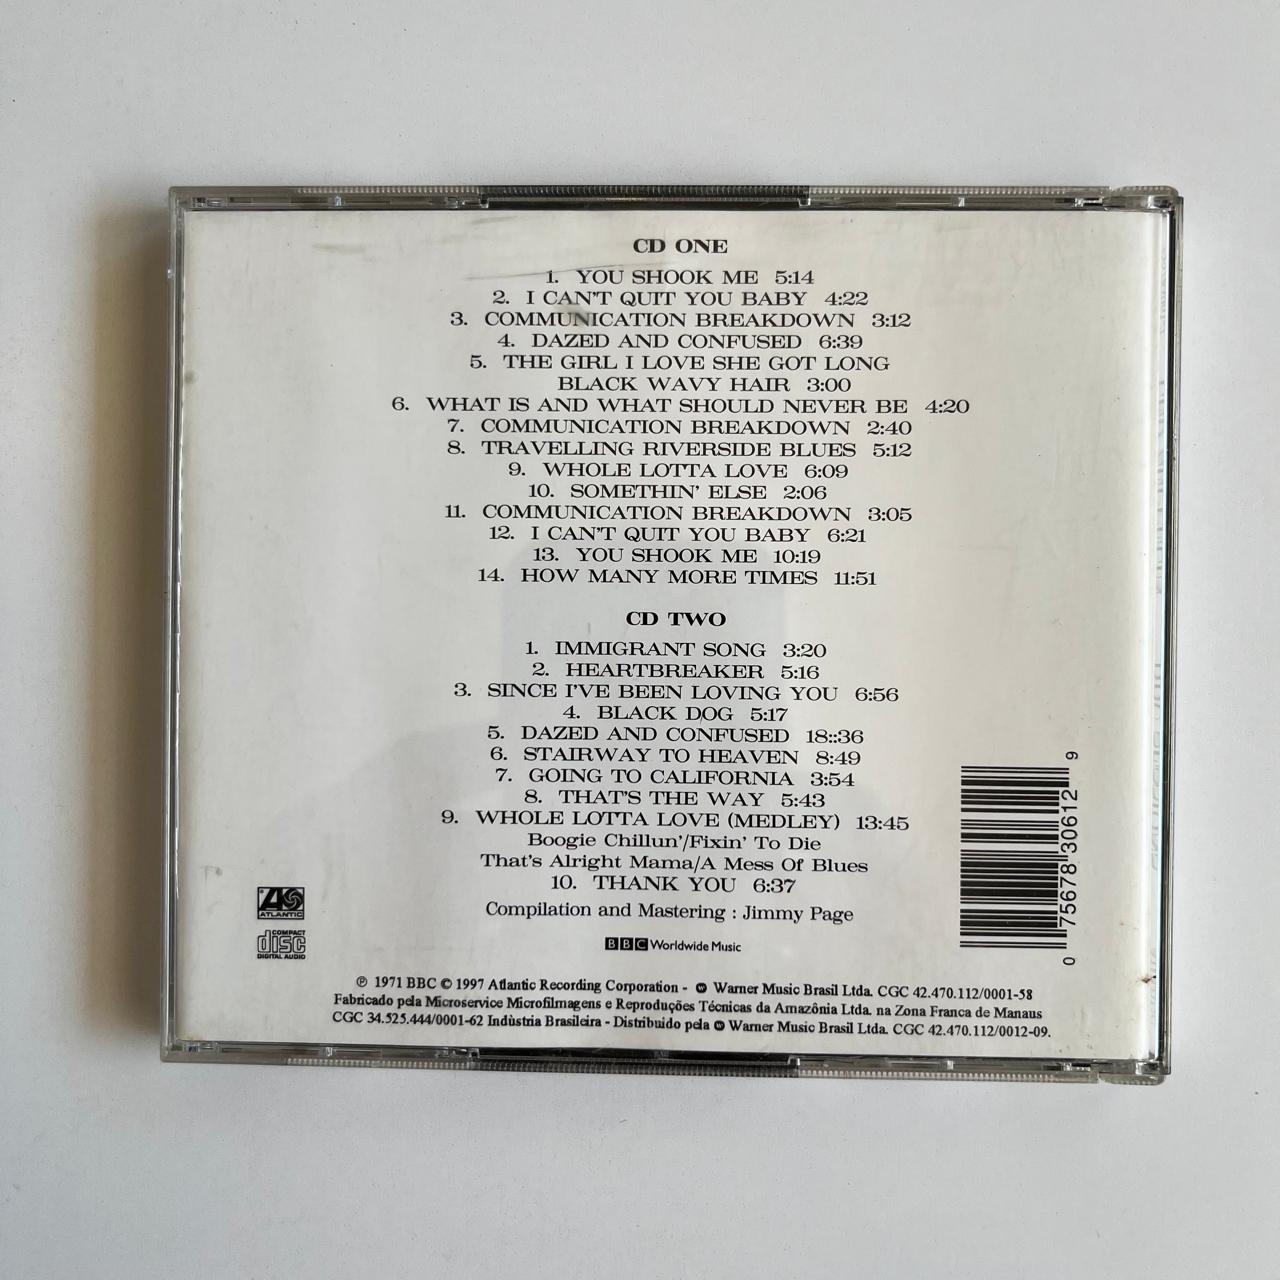 CD ONE
1. YOU SHOOK ME 5:14
2. I CAN'T QUIT YOU BABY 4:22
3. COMMUNICATION BREAKDOWN 3:12
4. DAZED AND CONFUSED 6:39
5. THE GIRL I LOVE SHE GOT LONG
BLACK WAVY HAIR 3:00
6. WHAT IS AND WHAT SHOULD NEVER BE 4:20
7. COMMUNICATION BREAKDOWN 2:40
8. TRAVELLING RIVERSIDE BLUES 5:12
9. WHOLE LOTTA LOVE 6:09
10. SOMETHIN' ELSE 2:06
11. COMMUNICATION BREAKDOWN 3:05
12. I CAN'T QUIT YOU BABY 6:21
13. YOU SHOOK ME 10:19
14. HOW MANY MORE TIMES 11:51
CD TWO
1. IMMIGRANT SONG 3:20
2. HEARTBREAKER 5:16
3. SINCE I'VE BEEN LOVING YOU 6:56
4. BLACK DOG 5:17
5. DAZED AND CONFUSED 18::36
6. STAIRWAY TO HEAVEN 8:49
7. GOING TO CALIFORNIA 3:54
8. THAT'S THE WAY 5:43
9. WHOLE LOTTA LOVE (MEDLEY) 13:45
Boogie Chillun'/Fixin' To Die
That's Alright Mama/A Mess Of Blues
10. THANK YOU 6:37
Compilation and Mastering : Jimmy Page
BBC Worldwide Music
ATLANTIC
COMPACT
disc
DIGITAL AUDIO
0 75678 30612 9
℗ 1971 BBC © 1997 Atlantic Recording Corporation - Warner Music Brasil Ltda. CGC 42.470.112/0001-58
Fabricado pela Microservice Microfilmagens e Reproduções Técnicas da Amazônia Ltda. na Zona Franca de Manaus
CGC 34.525.444/0001-62 Indùstria Brasileira - Distribuido pela Warner Music Brasil Ltda. CGC 42.470.112/0012-09.